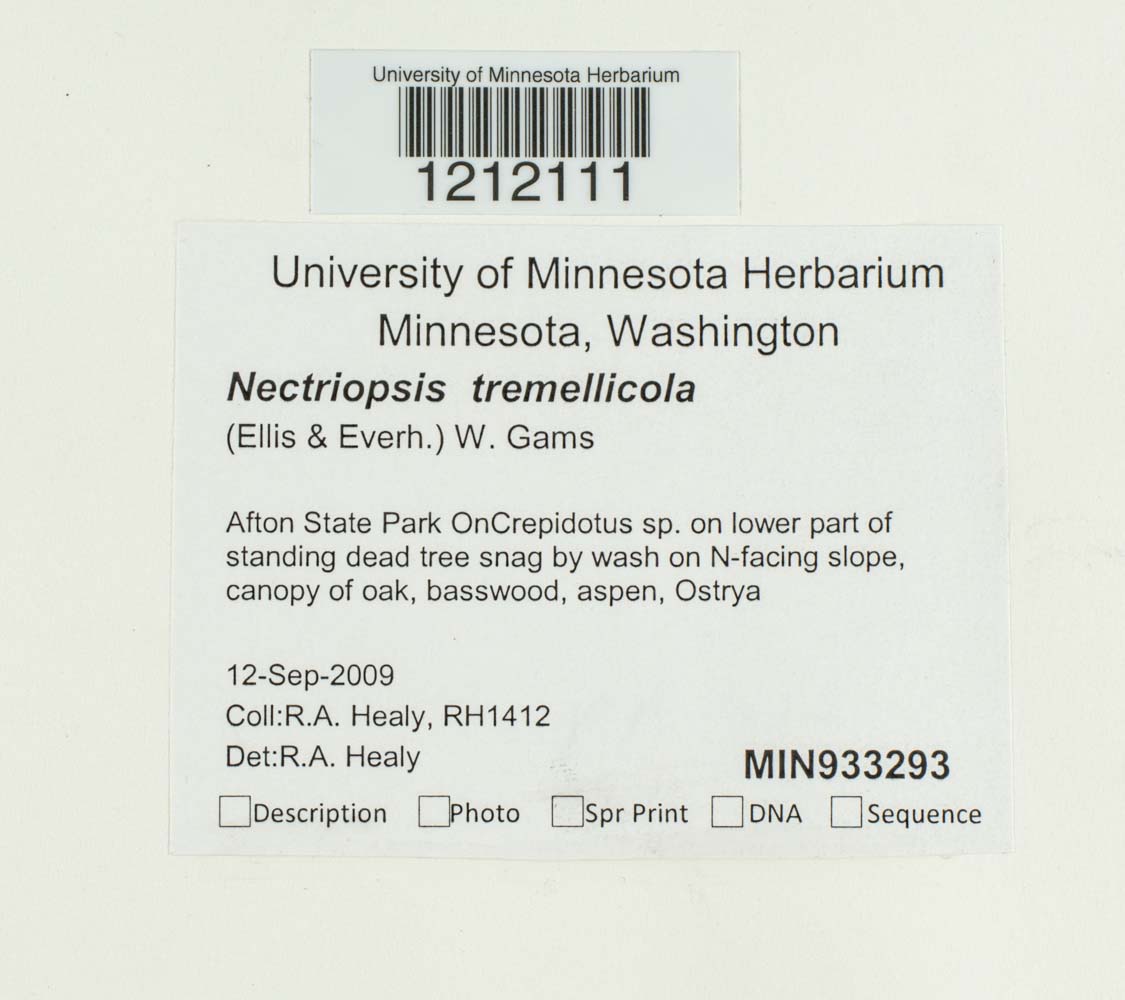 University of Minnesota Herbarium
1212111
University of Minnesota Herbarium
Minnesota, Washington
Nectriopsis tremellicola
(Ellis & Everh.) W. Gams
Afton State Park OnCrepidotus sp. on lower part of
standing dead tree snag by wash on N-facing slope,
canopy of oak, basswood, aspen, Ostrya
12-Sep-2009
Coll:R.A. Healy, RH1412
Det:R.A. Healy
MIN933293
Description Photo Spr Print DNA Sequence